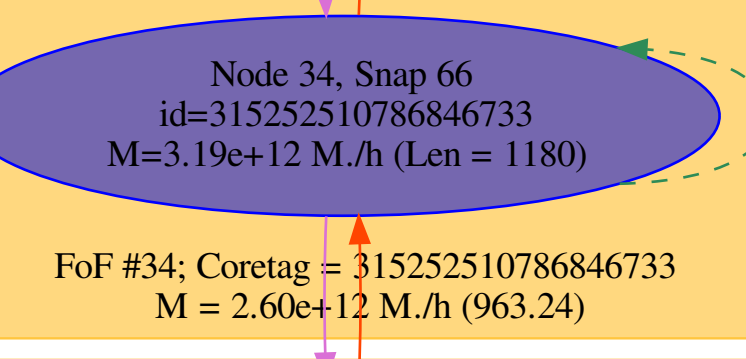 Node 34, Snap 66
id=315252510786846733
M=3.19e+12 M./h (Len = 1180)
FoF #34; Coretag = 315252510786846733
M = 2.60e+12 M./h (963.24)